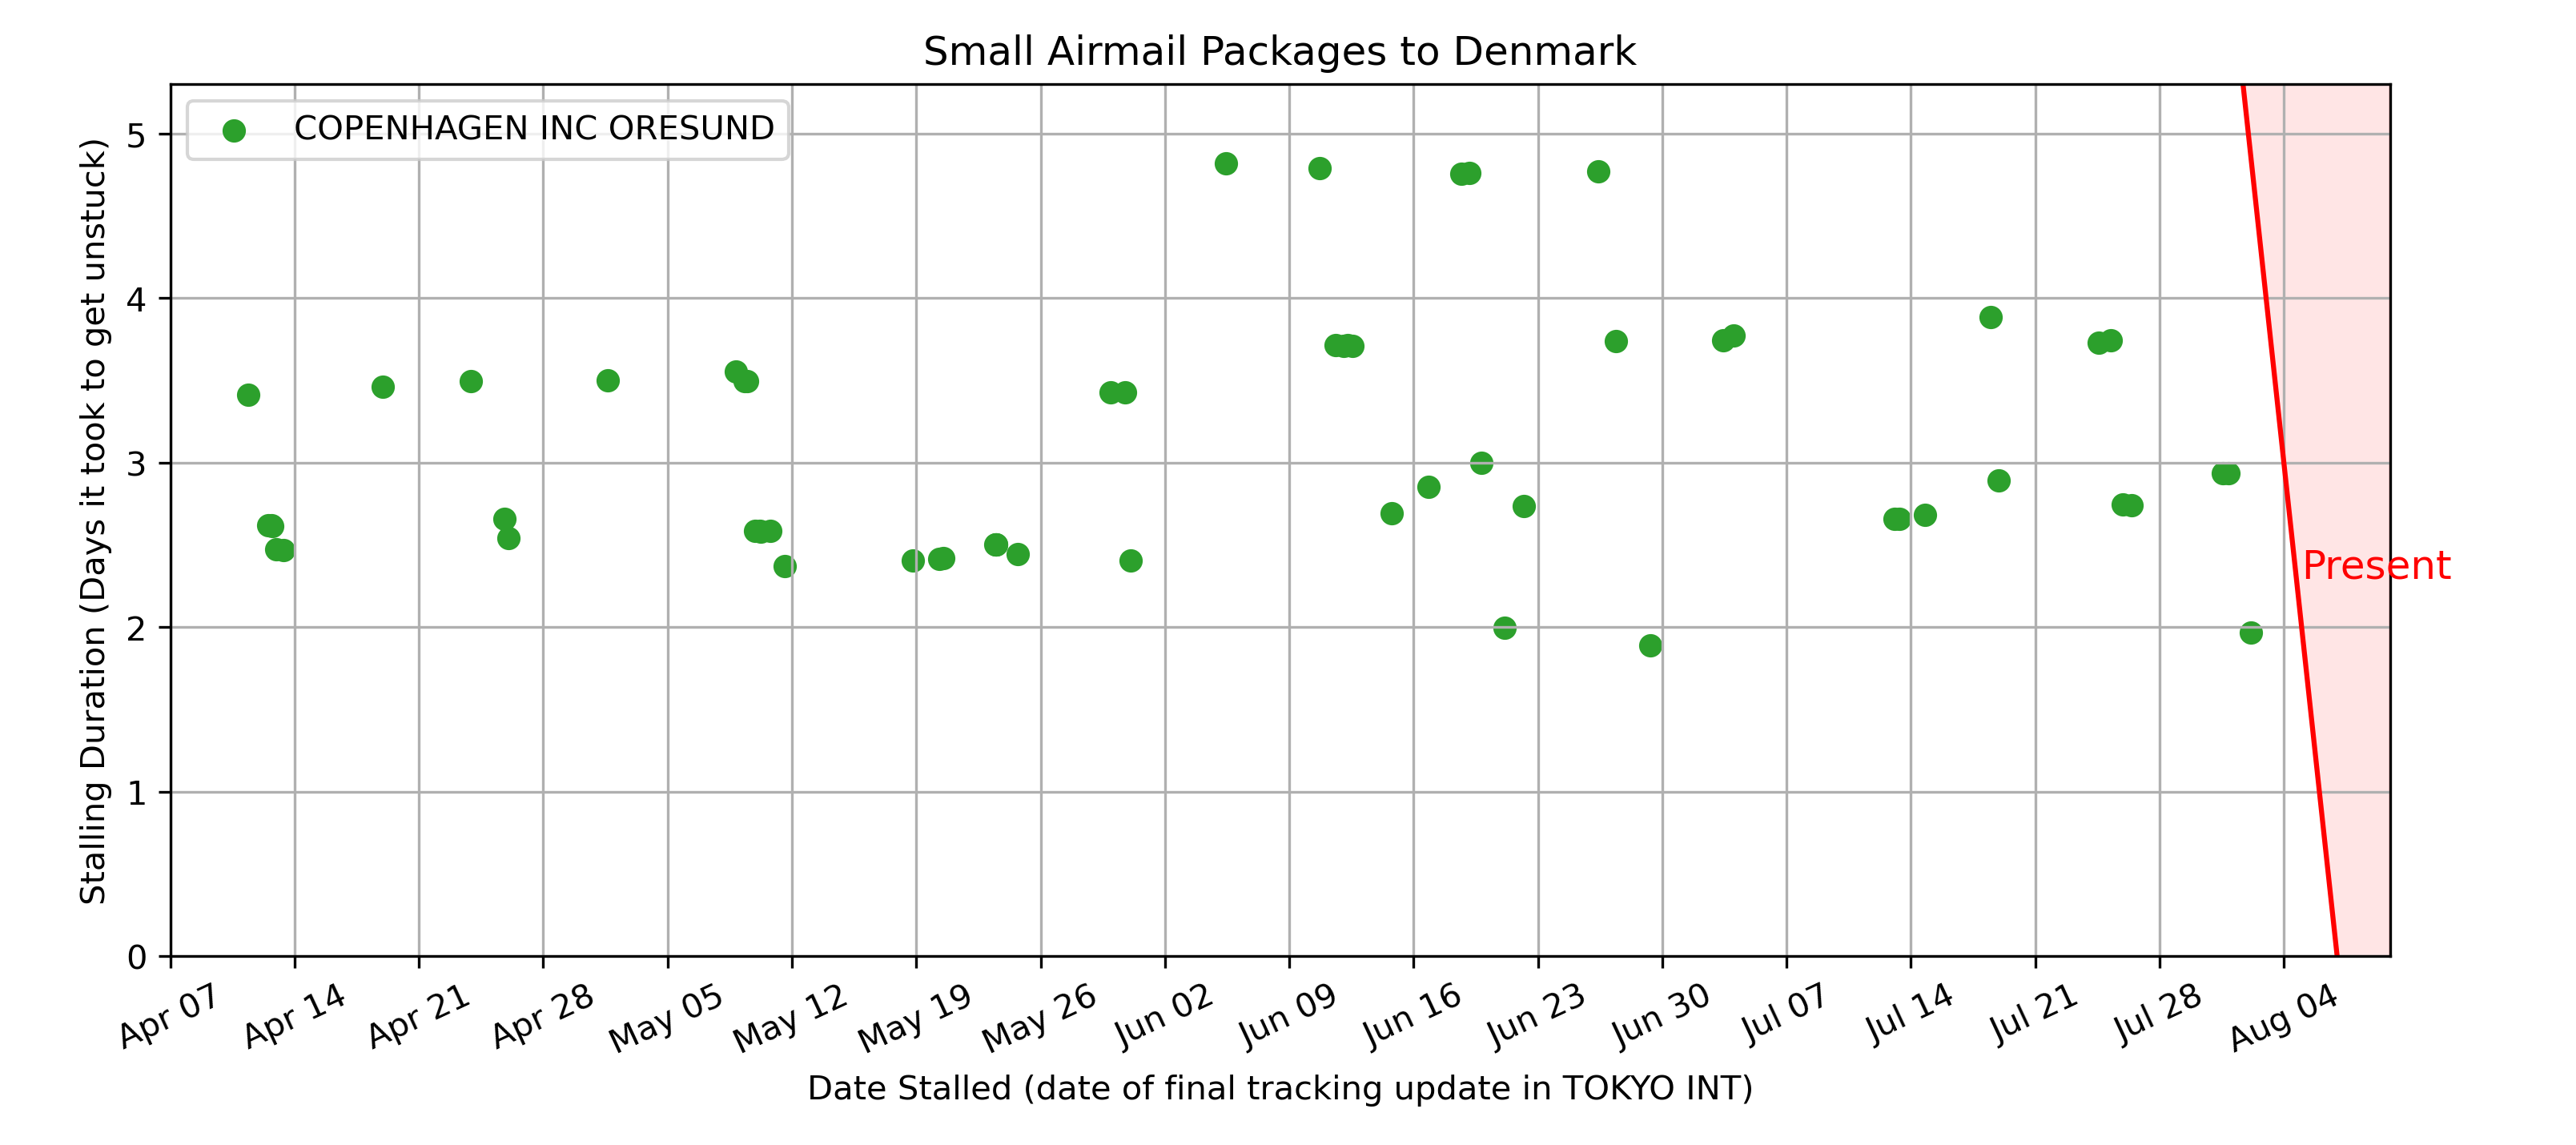 Small Airmail Packages to Denmark
COPENHAGEN INC ORESUND
Stalling Duration (Days it took to get unstuck)
5
4
3
2
1
0
Present
Apr 07
Apr 14
Apr 21
Apr 28
May 05
May 12
May 19
May 26
Jun 02
Jun 09
Jun 16
Jun 23
Jun 30
Jul 07
Jul 14
Jul 21
Jul 28
Aug 04
Date Stalled (date of final tracking update in TOKYO INT)